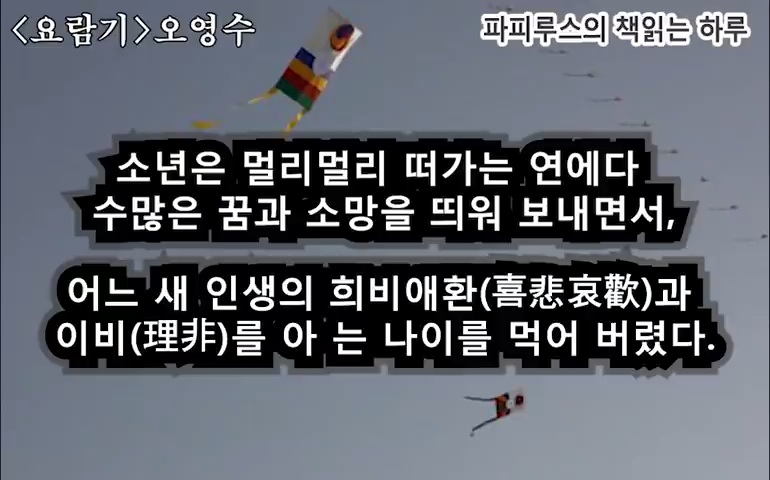 <요람기>오영수
파피루스의 책읽는 하루
소년은 멀리멀리 떠가는 연에다
수많은 꿈과 소망을 띄워 보내면서,
어느 새 인생의 희비애환(喜悲哀歡)과
이비(理非)를 아 는 나이를 먹어 버렸다.